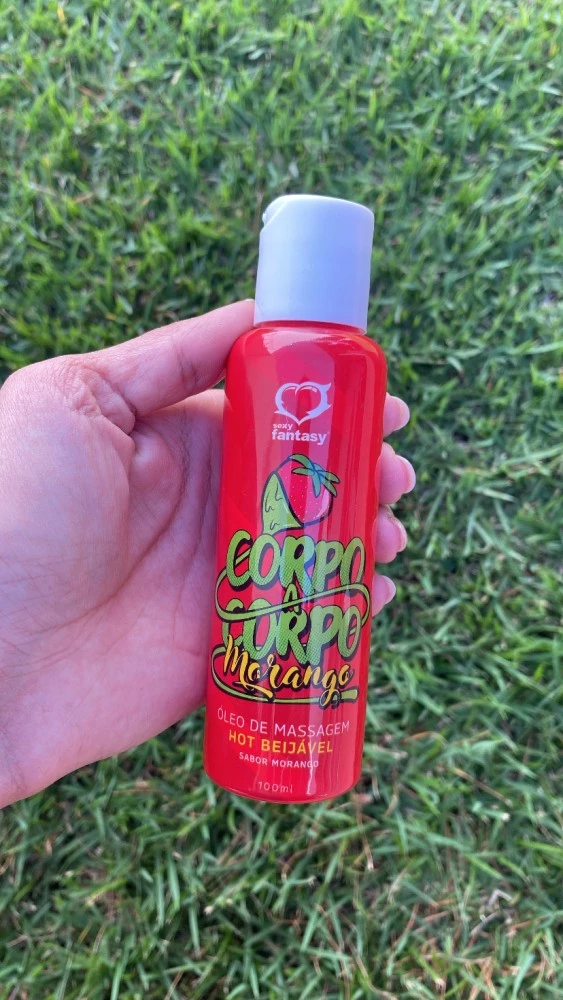 sexy
fantasy
CORPO
A
CORPO
Morango
ÓLEO DE MASSAGEM
HOT BEIJÁVEL
SABOR MORANGO
100ml